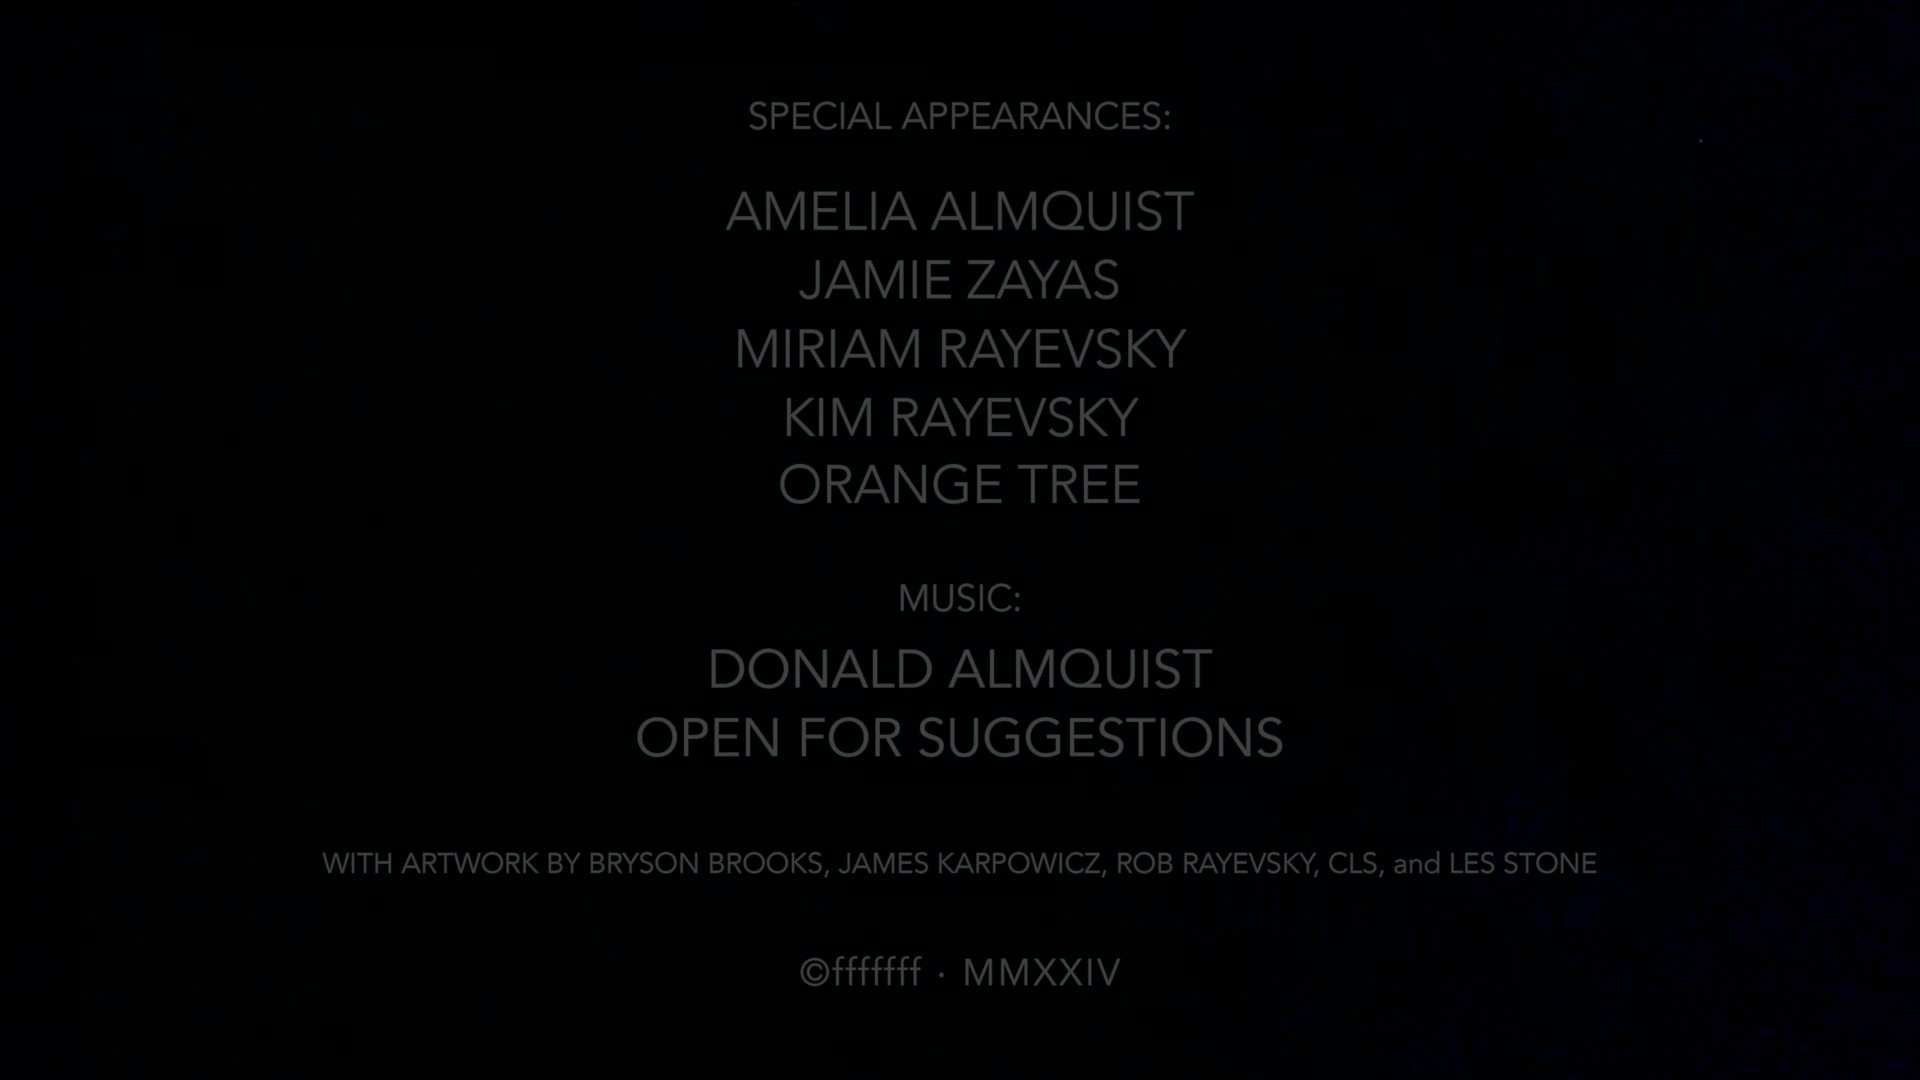 SPECIAL APPEARANCES:
AMELIA ALMQUIST
JAMIE ZAYAS
MIRIAM RAYEVSKY
KIM RAYEVSKY
ORANGE TREE
MUSIC:
DONALD ALMQUIST
OPEN FOR SUGGESTIONS
WITH ARTWORK BY BRYSON BROOKS, JAMES KARPOWICZ, ROB RAYEVSKY, CLS, and LES STONE
©fffffff · MMXXIV